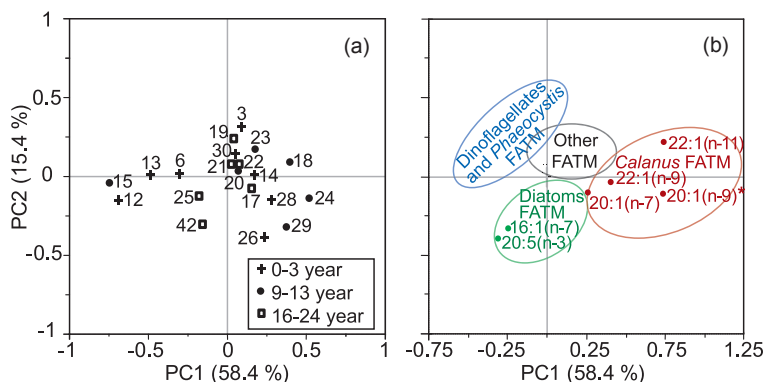 1
0.5
0
-0.5
-1
PC2 (15.4 %)
(a)
3
19
23
30
18
13
6
21
22
14
15
20
12
25
17
28
24
42
26
29
0-3 year
9-13 year
16-24 year
-1
-0.5
0
0.5
1
PC1 (58.4 %)
(b)
Dinoflagellates
and Phaeocystis
FATM
Other
FATM
22:1(n-11)
Calanus FATM
22:1(n-9)
20:1(n-7)
20:1(n-9)*
Diatoms
FATM
16:1(n-7)
20:5(n-3)
-0.75
-0.25
0.25
0.75
1.25
PC1 (58.4 %)